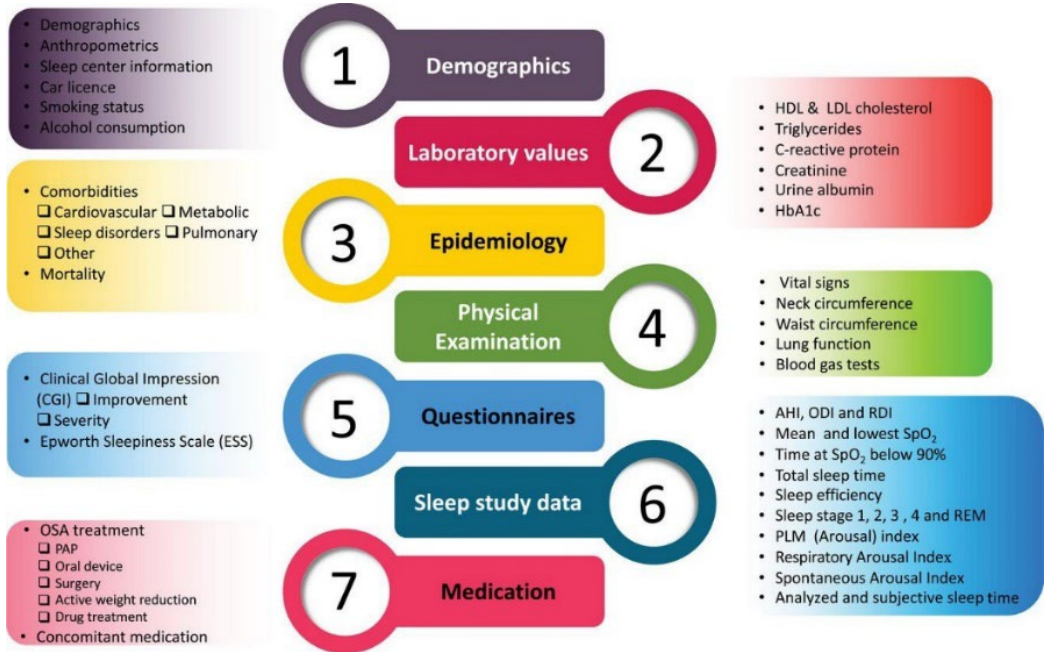 • Demographics
• Anthropometrics
• Sleep center information
• Car licence
• Smoking status
• Alcohol consumption
1
Demographics
Laboratory values
2
• HDL & LDL cholesterol
• Triglycerides
• C-reactive protein
• Creatinine
• Urine albumin
• HbA1c
• Comorbidities
❑ Cardiovascular ❑ Metabolic
❑ Sleep disorders ❑ Pulmonary
❑ Other
• Mortality
3
Epidemiology
Physical
Examination
4
• Vital signs
• Neck circumference
• Waist circumference
• Lung function
• Blood gas tests
• Clinical Global Impression
(CGI) ❑ Improvement
❑ Severity
• Epworth Sleepiness Scale (ESS)
5
Questionnaires
Sleep study data
6
• AHI, ODI and RDI
• Mean and lowest SpO₂
• Time at SpO₂ below 90%
• Total sleep time
• Sleep efficiency
• Sleep stage 1, 2, 3 , 4 and REM
• PLM (Arousal) index
• Respiratory Arousal Index
• Spontaneous Arousal Index
• Analyzed and subjective sleep time
• OSA treatment
❑ PAP
❑ Oral device
❑ Surgery
❑ Active weight reduction
❑ Drug treatment
• Concomitant medication
7
Medication